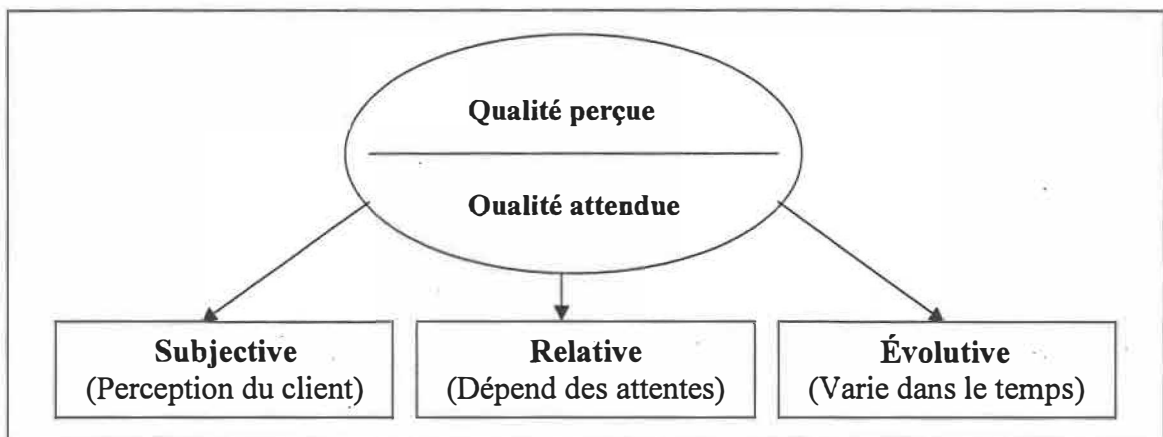 Qualité perçue
Qualité attendue
Subjective
(Perception du client)
Relative
(Dépend des attentes)
Évolutive
(Varie dans le temps)